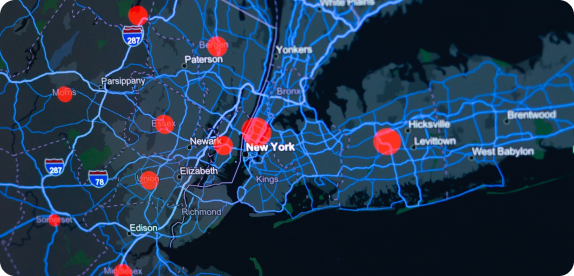 White Plains
287
Bergen
Yonkers
Paterson
Parsippany
Morris
Bronx
Essex
Brentwood
Hicksville
Newark
New York
Levittown
West Babylon
287
78
Union
Elizabeth
Kings
Richmond
Somerset
Edison
Middlesex